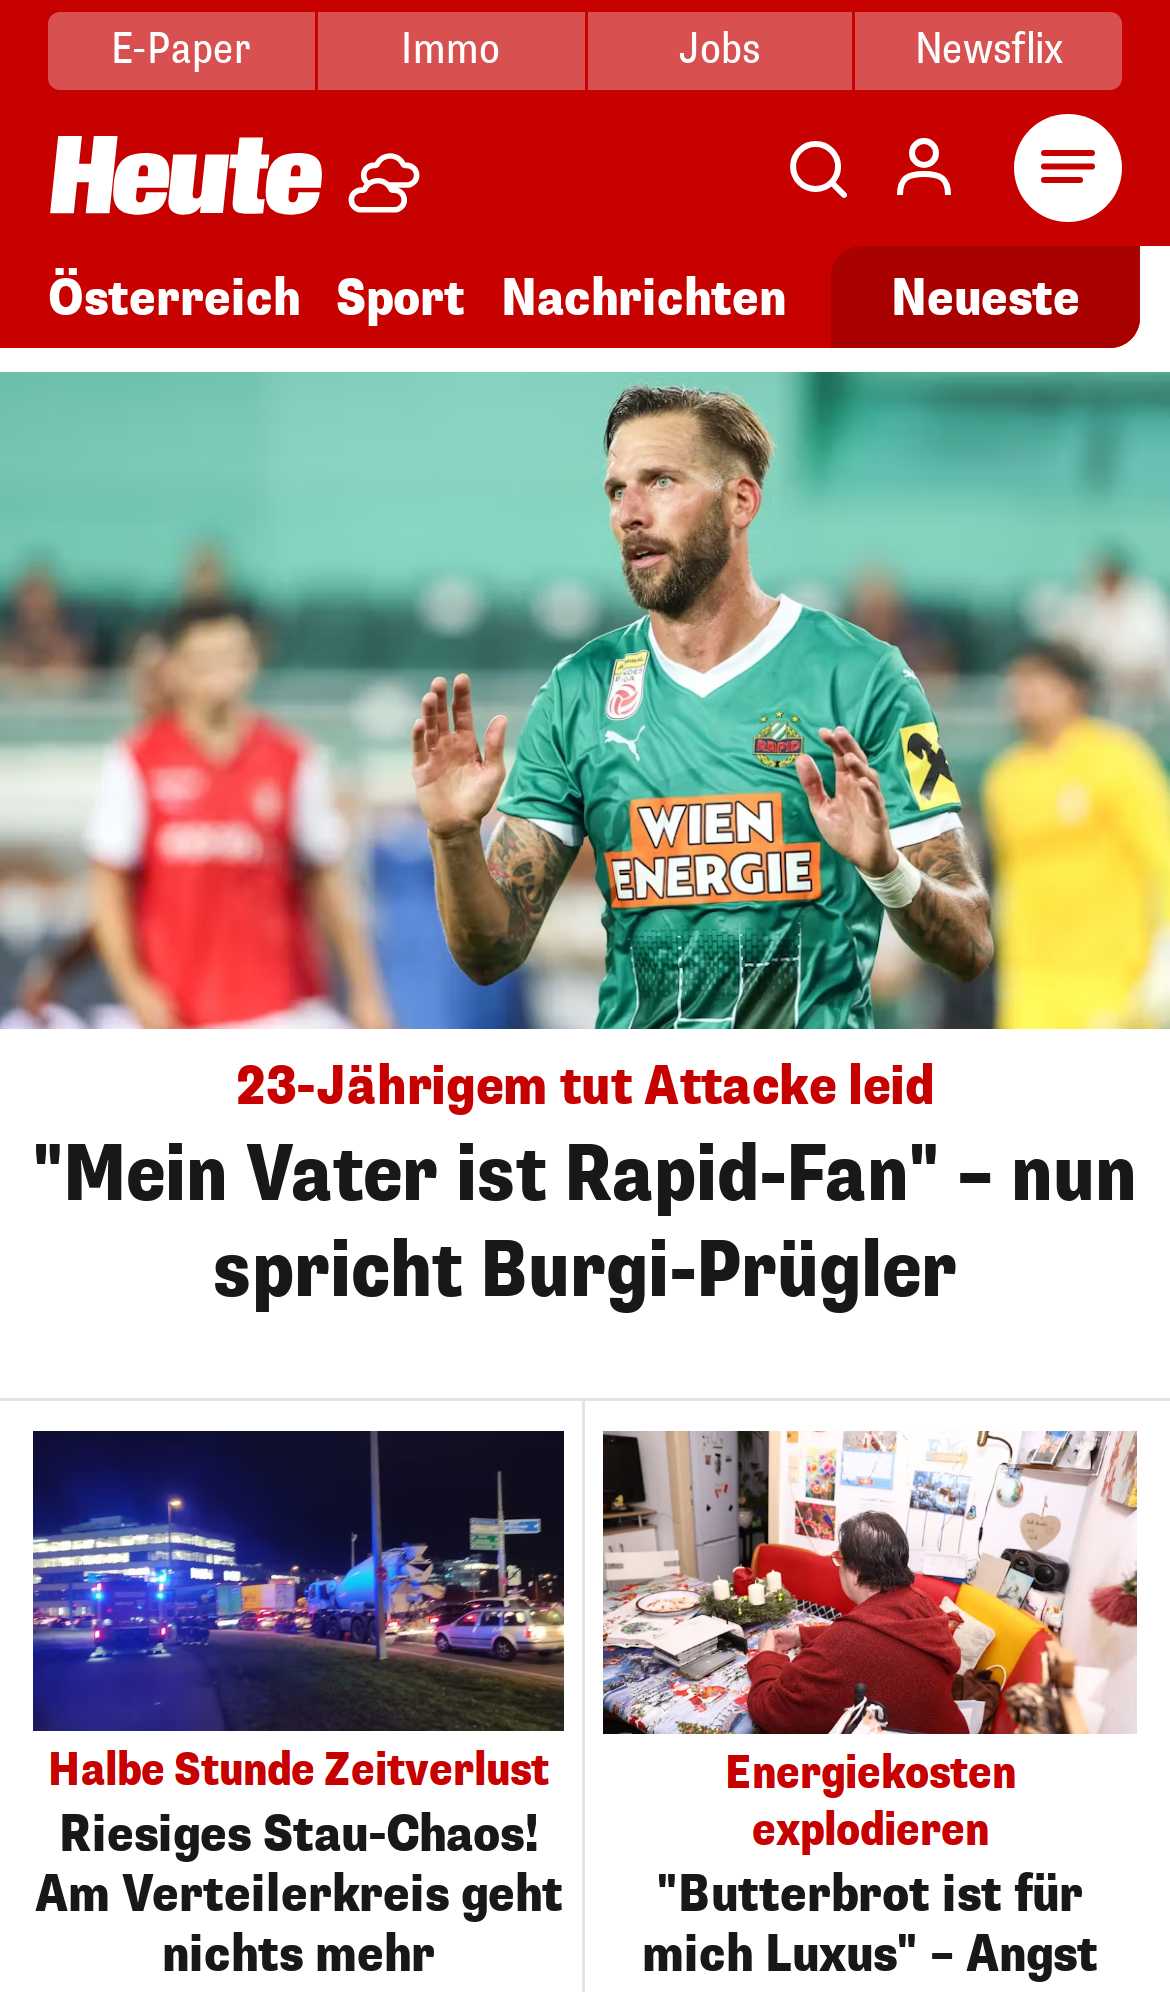 E-Paper
Immo
Jobs
Newsflix
Heute
Österreich
Sport
Nachrichten
Neueste
RAPID
WIEN
ENERGIE
23-Jährigem tut Attacke leid
"Mein Vater ist Rapid-Fan" – nun
spricht Burgi-Prügler
Halbe Stunde Zeitverlust
Riesiges Stau-Chaos!
Am Verteilerkreis geht
nichts mehr
Energiekosten
explodieren
"Butterbrot ist für
mich Luxus" – Angst